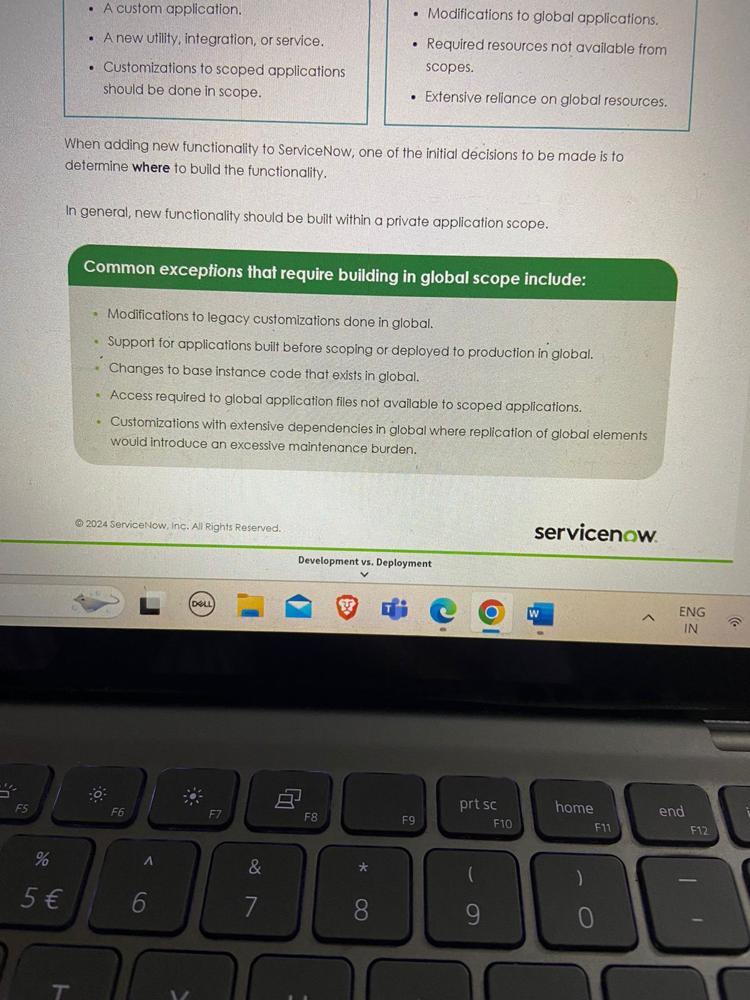 • A custom application.
• A new utility, integration, or service.
• Customizations to scoped applications
should be done in scope.
• Modifications to global applications.
• Required resources not available from
scopes.
• Extensive reliance on global resources.
When adding new functionality to ServiceNow, one of the initial decisions to be made is to
determine where to build the functionality.
In general, new functionality should be built within a private application scope.
Common exceptions that require building in global scope include:
• Modifications to legacy customizations done in global.
• Support for applications built before scoping or deployed to production in global.
• Changes to base instance code that exists in global.
• Access required to global application files not available to scoped applications.
• Customizations with extensive dependencies in global where replication of global elements
would introduce an excessive maintenance burden.
© 2024 ServiceNow, Inc. All Rights Reserved.
servicenow
Development vs. Deployment
DELL
T
W
ENG
IN
F5
F6
F7
F8
F9
prt sc
F10
home
F11
end
F12
%
5 €
^
6
&
7
*
8
(
9
)
0
—
-
T